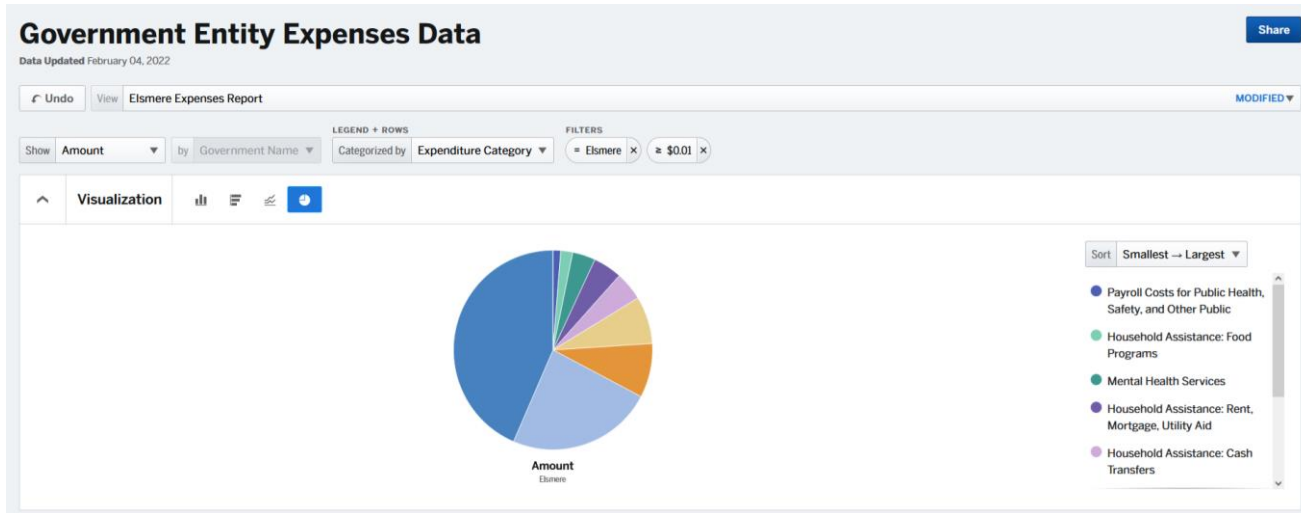 Government Entity Expenses Data
Share
Data Updated February 04, 2022
Undo
View Elsmere Expenses Report
MODIFIED
LEGEND + ROWS
FILTERS
Show Amount
by Government Name
Categorized by Expenditure Category
= Elsmere ×
≥ $0.01 ×
Visualization
Sort Smallest → Largest
Payroll Costs for Public Health,
Safety, and Other Public
Household Assistance: Food
Programs
Mental Health Services
Household Assistance: Rent,
Mortgage, Utility Aid
Household Assistance: Cash
Transfers
Amount
Elsmere